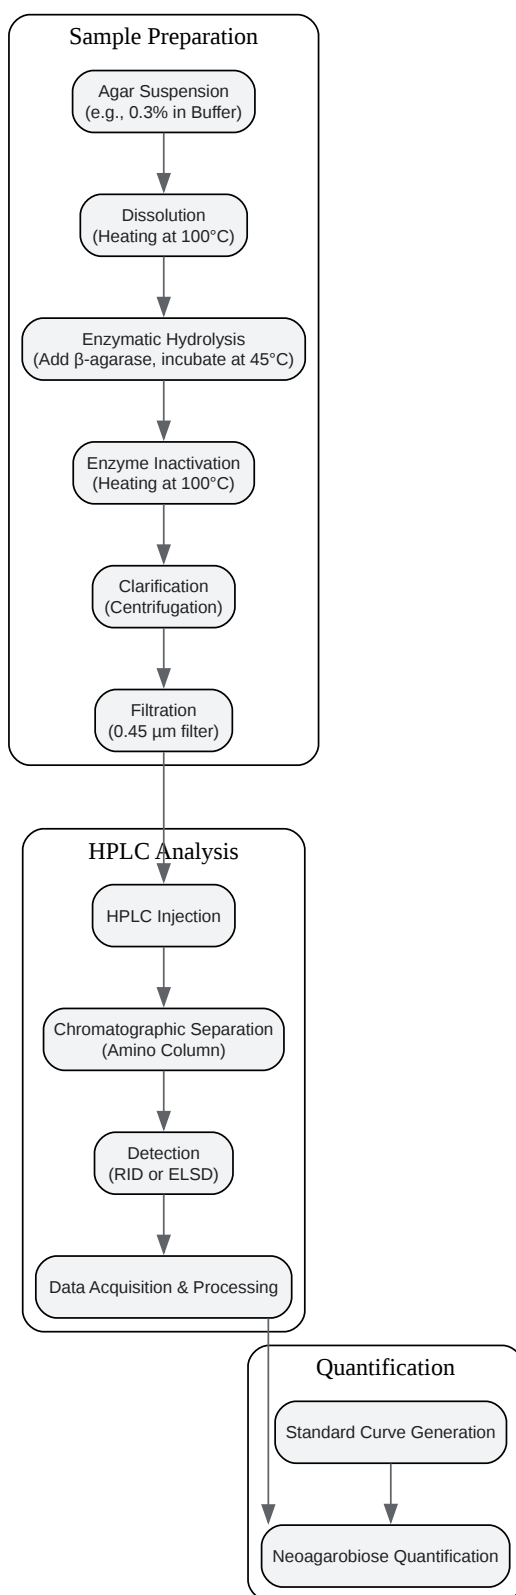 Sample Preparation
Agar Suspension
(e.g., 0.3% in Buffer)
Dissolution
(Heating at 100°C)
Enzymatic Hydrolysis
(Add β-agarase, incubate at 45°C)
Enzyme Inactivation
(Heating at 100°C)
Clarification
(Centrifugation)
Filtration
(0.45 µm filter)
HPLC Analysis
HPLC Injection
Chromatographic Separation
(Amino Column)
Detection
(RID or ELSD)
Data Acquisition & Processing
Quantification
Standard Curve Generation
Neoagarobiose Quantification